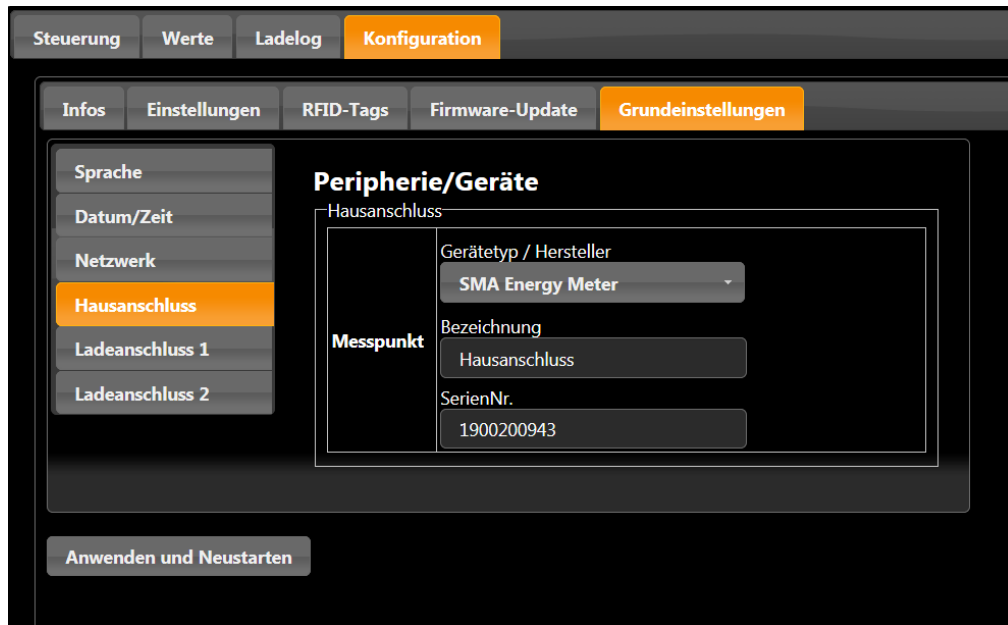 Steuerung Werte Ladelog Konfiguration
Infos Einstellungen RFID-Tags Firmware-Update Grundeinstellungen
Sprache
Datum/Zeit
Netzwerk
Hausanschluss
Ladeanschluss 1
Ladeanschluss 2
Peripherie/Geräte
Hausanschluss
Messpunkt
Gerätetyp / Hersteller
SMA Energy Meter
Bezeichnung
Hausanschluss
SerienNr.
1900200943
Anwenden und Neustarten